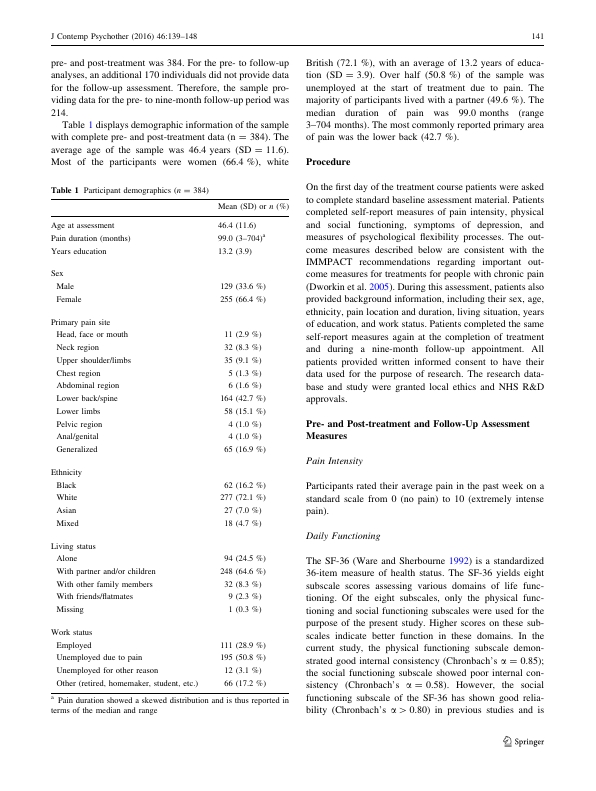 J Contemp Psychother (2016) 46:139–148
141
pre- and post-treatment was 384. For the pre- to follow-up
analyses, an additional 170 individuals did not provide data
for the follow-up assessment. Therefore, the sample pro-
viding data for the pre- to nine-month follow-up period was
214.
Table 1 displays demographic information of the sample
with complete pre- and post-treatment data (n = 384). The
average age of the sample was 46.4 years (SD = 11.6).
Most of the participants were women (66.4 %), white
Table 1 Participant demographics (n = 384)
Mean (SD) or n (%)
Age at assessment 46.4 (11.6)
Pain duration (months) 99.0 (3–704)a
Years education 13.2 (3.9)
Sex
Male 129 (33.6 %)
Female 255 (66.4 %)
Primary pain site
Head, face or mouth 11 (2.9 %)
Neck region 32 (8.3 %)
Upper shoulder/limbs 35 (9.1 %)
Chest region 5 (1.3 %)
Abdominal region 6 (1.6 %)
Lower back/spine 164 (42.7 %)
Lower limbs 58 (15.1 %)
Pelvic region 4 (1.0 %)
Anal/genital 4 (1.0 %)
Generalized 65 (16.9 %)
Ethnicity
Black 62 (16.2 %)
White 277 (72.1 %)
Asian 27 (7.0 %)
Mixed 18 (4.7 %)
Living status
Alone 94 (24.5 %)
With partner and/or children 248 (64.6 %)
With other family members 32 (8.3 %)
With friends/flatmates 9 (2.3 %)
Missing 1 (0.3 %)
Work status
Employed 111 (28.9 %)
Unemployed due to pain 195 (50.8 %)
Unemployed for other reason 12 (3.1 %)
Other (retired, homemaker, student, etc.) 66 (17.2 %)
a Pain duration showed a skewed distribution and is thus reported in
terms of the median and range
British (72.1 %), with an average of 13.2 years of educa-
tion (SD = 3.9). Over half (50.8 %) of the sample was
unemployed at the start of treatment due to pain. The
majority of participants lived with a partner (49.6 %). The
median duration of pain was 99.0 months (range
3–704 months). The most commonly reported primary area
of pain was the lower back (42.7 %).
Procedure
On the first day of the treatment course patients were asked
to complete standard baseline assessment material. Patients
completed self-report measures of pain intensity, physical
and social functioning, symptoms of depression, and
measures of psychological flexibility processes. The out-
come measures described below are consistent with the
IMMPACT recommendations regarding important out-
come measures for treatments for people with chronic pain
(Dworkin et al. 2005). During this assessment, patients also
provided background information, including their sex, age,
ethnicity, pain location and duration, living situation, years
of education, and work status. Patients completed the same
self-report measures again at the completion of treatment
and during a nine-month follow-up appointment. All
patients provided written informed consent to have their
data used for the purpose of research. The research data-
base and study were granted local ethics and NHS R&D
approvals.
Pre- and Post-treatment and Follow-Up Assessment
Measures
Pain Intensity
Participants rated their average pain in the past week on a
standard scale from 0 (no pain) to 10 (extremely intense
pain).
Daily Functioning
The SF-36 (Ware and Sherbourne 1992) is a standardized
36-item measure of health status. The SF-36 yields eight
subscale scores assessing various domains of life func-
tioning. Of the eight subscales, only the physical func-
tioning and social functioning subscales were used for the
purpose of the present study. Higher scores on these sub-
scales indicate better function in these domains. In the
current study, the physical functioning subscale demon-
strated good internal consistency (Chronbach's α = 0.85);
the social functioning subscale showed poor internal con-
sistency (Chronbach's α = 0.58). However, the social
functioning subscale of the SF-36 has shown good relia-
bility (Chronbach's α > 0.80) in previous studies and is
Springer